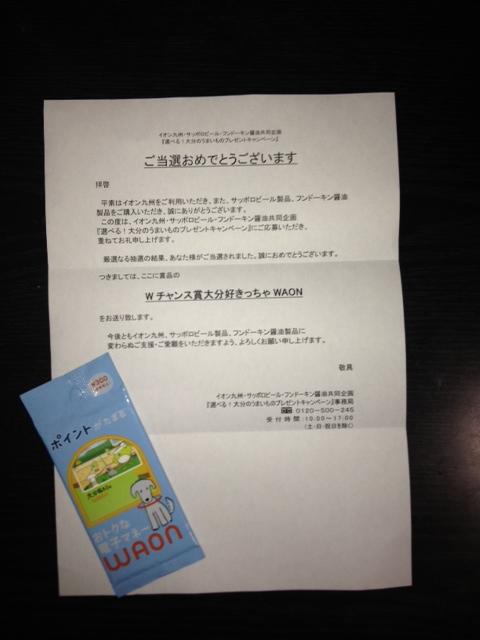 イオン九州・サッポロビール・フンドーキン醤油共同企画
『選べる！大分のうまいものプレゼントキャンペーン』
ご当選おめでとうございます
拝啓
平素はイオン九州をご利用いただき、また、サッポロビール製品、フンドーキン醤油
製品をご購入いただき、誠にありがとうございます。
この度は、イオン九州・サッポロビール・フンドーキン醤油共同企画
『選べる！大分のうまいものプレゼントキャンペーン』にご応募いただき、
重ねてお礼申し上げます。
厳選なる抽選の結果、あなた様がご当選されました。誠におめでとうございます。
つきましては、ここに賞品の
Wチャンス賞大分好きっちゃWAON
をお送り致します。
今後ともイオン九州、サッポロビール、フンドーキン醤油製品に
変わらぬご支援・ご愛顧をいただきますよう、よろしくお願い申し上げます。
敬具
イオン九州・サッポロビール・フンドーキン醤油共同企画
『選べる！大分のうまいものプレゼントキャンペーン』事務局
0120-500-245
受付時間：10:00～17:00
（土・日・祝日を除く）
¥300
ポイントがたまる
おトクな
電子マネー
WAON